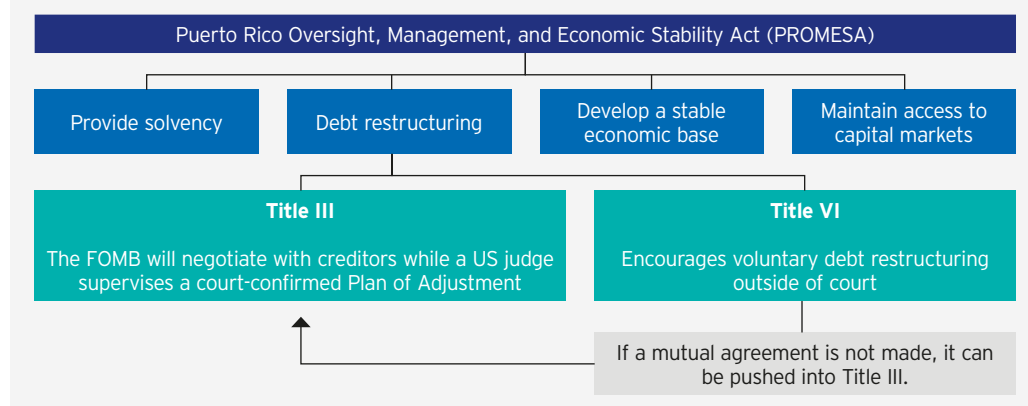 Puerto Rico Oversight, Management, and Economic Stability Act (PROMESA)
Provide solvency
Debt restructuring
Develop a stable
economic base
Maintain access to
capital markets
Title III
The FOMB will negotiate with creditors while a US judge
supervises a court-confirmed Plan of Adjustment
Title VI
Encourages voluntary debt restructuring
outside of court
If a mutual agreement is not made, it can
be pushed into Title III.